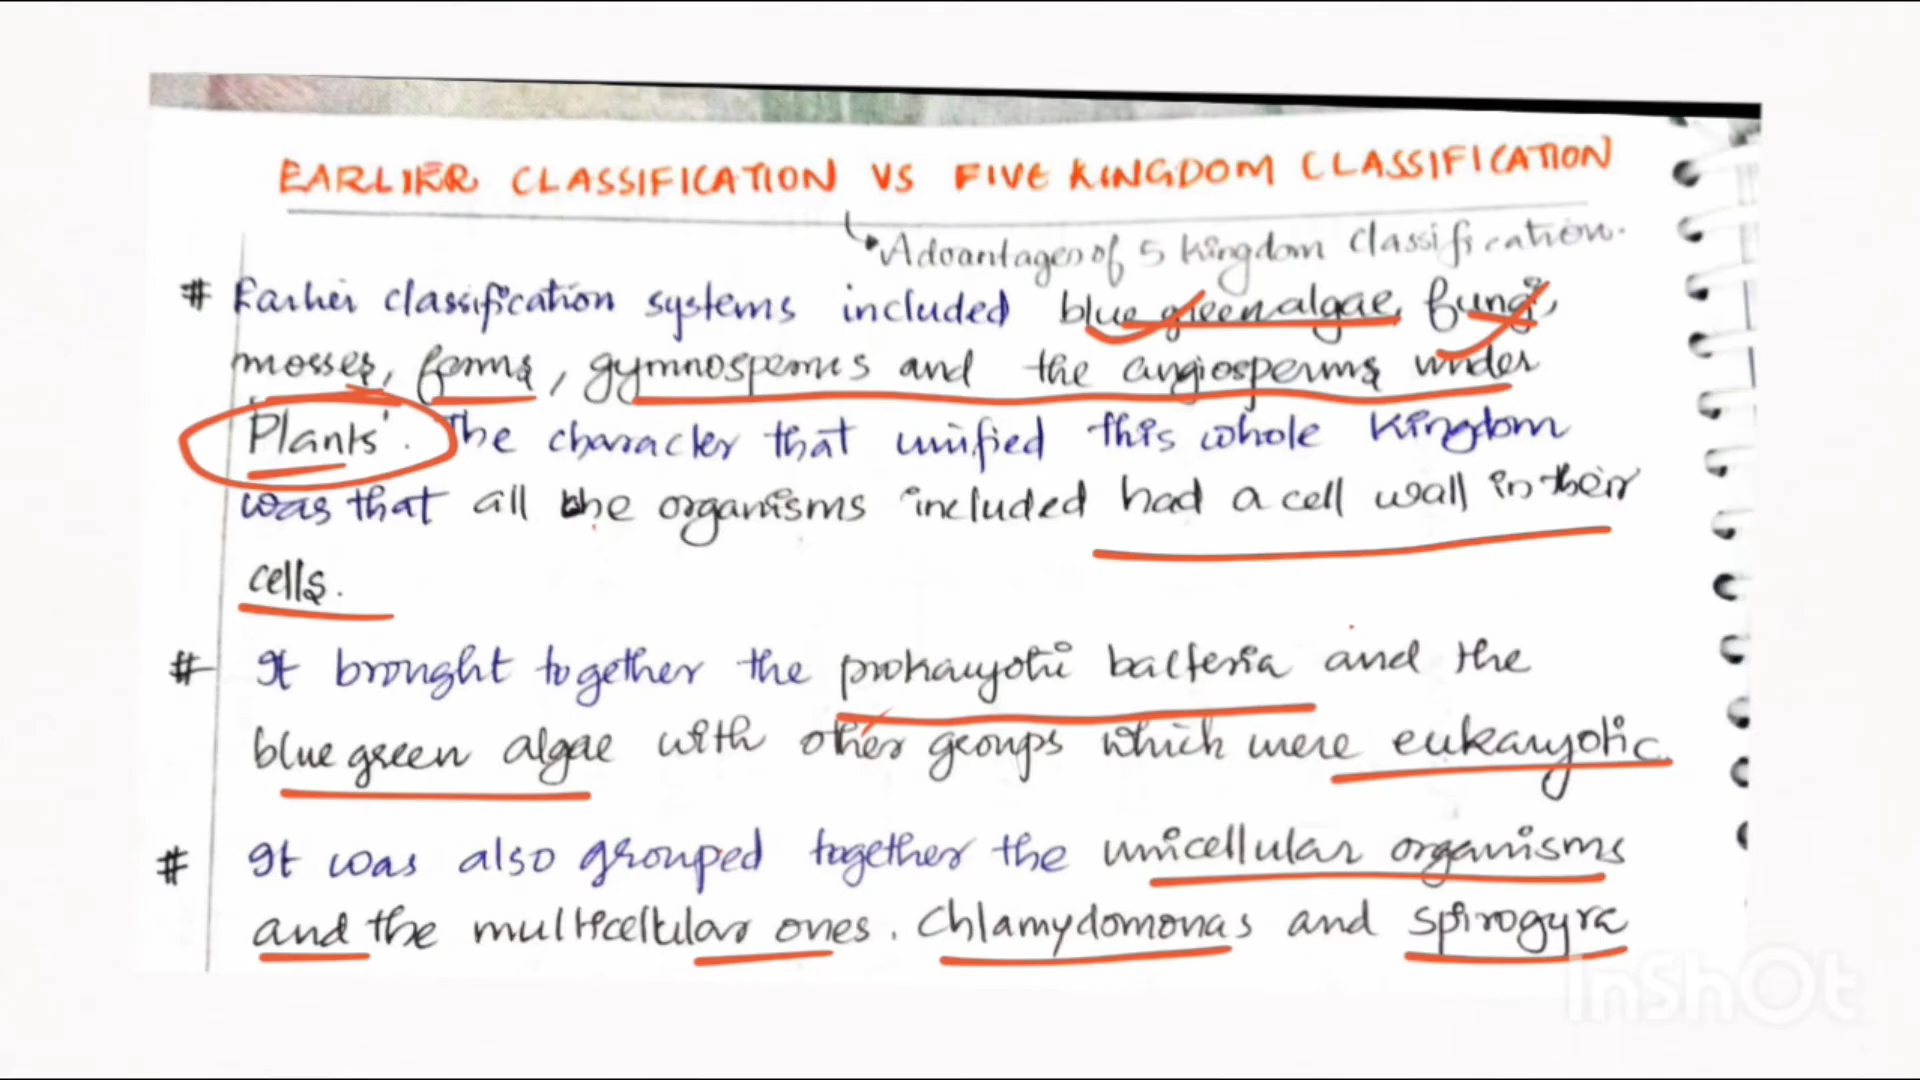 EARLIER CLASSIFICATION VS FIVE KINGDOM CLASSIFICATION
Advantages of 5 kingdom classification.
# Earlier classification systems included blue green algae, fungi,
mosses, ferns, gymnosperms and the angiosperms under
Plants'. The character that unified this whole kingdom
was that all the organisms included had a cell wall in their
cells.
# It brought together the prokaryotic bacteria and the
blue green algae with other groups which were eukaryotic.
# It was also grouped together the unicellular organisms
and the multicellular ones. Chlamydomonas and spirogyra
InShOt